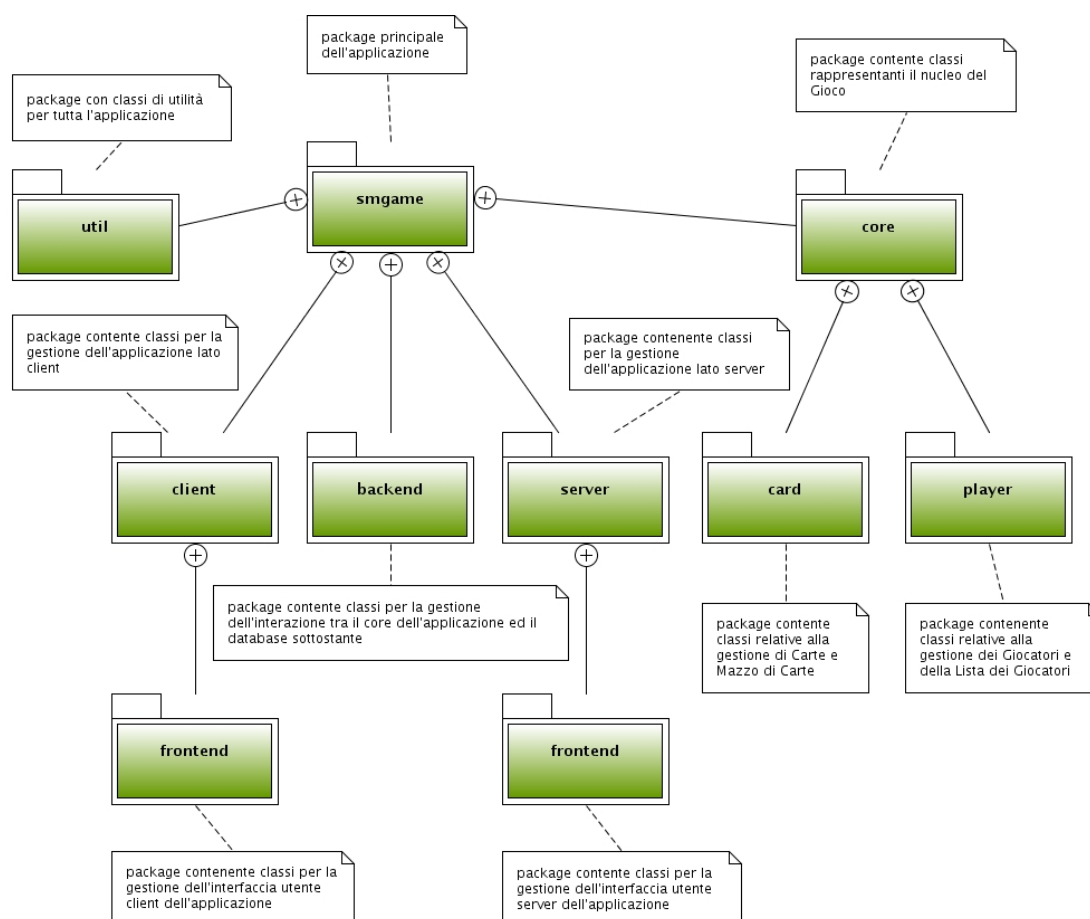 package principale
dell'applicazione
package contente classi
rappresentanti il nucleo del
Gioco
package con classi di utilità
per tutta l'applicazione
smgame
util
core
package contente classi per la
gestione dell'applicazione lato
client
package contenente classi
per la gestione
dell'applicazione lato server
client
backend
server
card
player
package contente classi per la gestione
dell'interazione tra il core dell'applicazione ed il
database sottostante
package contente
classi relative alla
gestione di Carte e
Mazzo di Carte
package contenente
classi relative alla
gestione dei Giocatori e
della Lista dei Giocatori
frontend
frontend
package contenente classi per la
gestione dell'interfaccia utente
client dell'applicazione
package contenente classi per la
gestione dell'interfaccia utente
server dell'applicazione